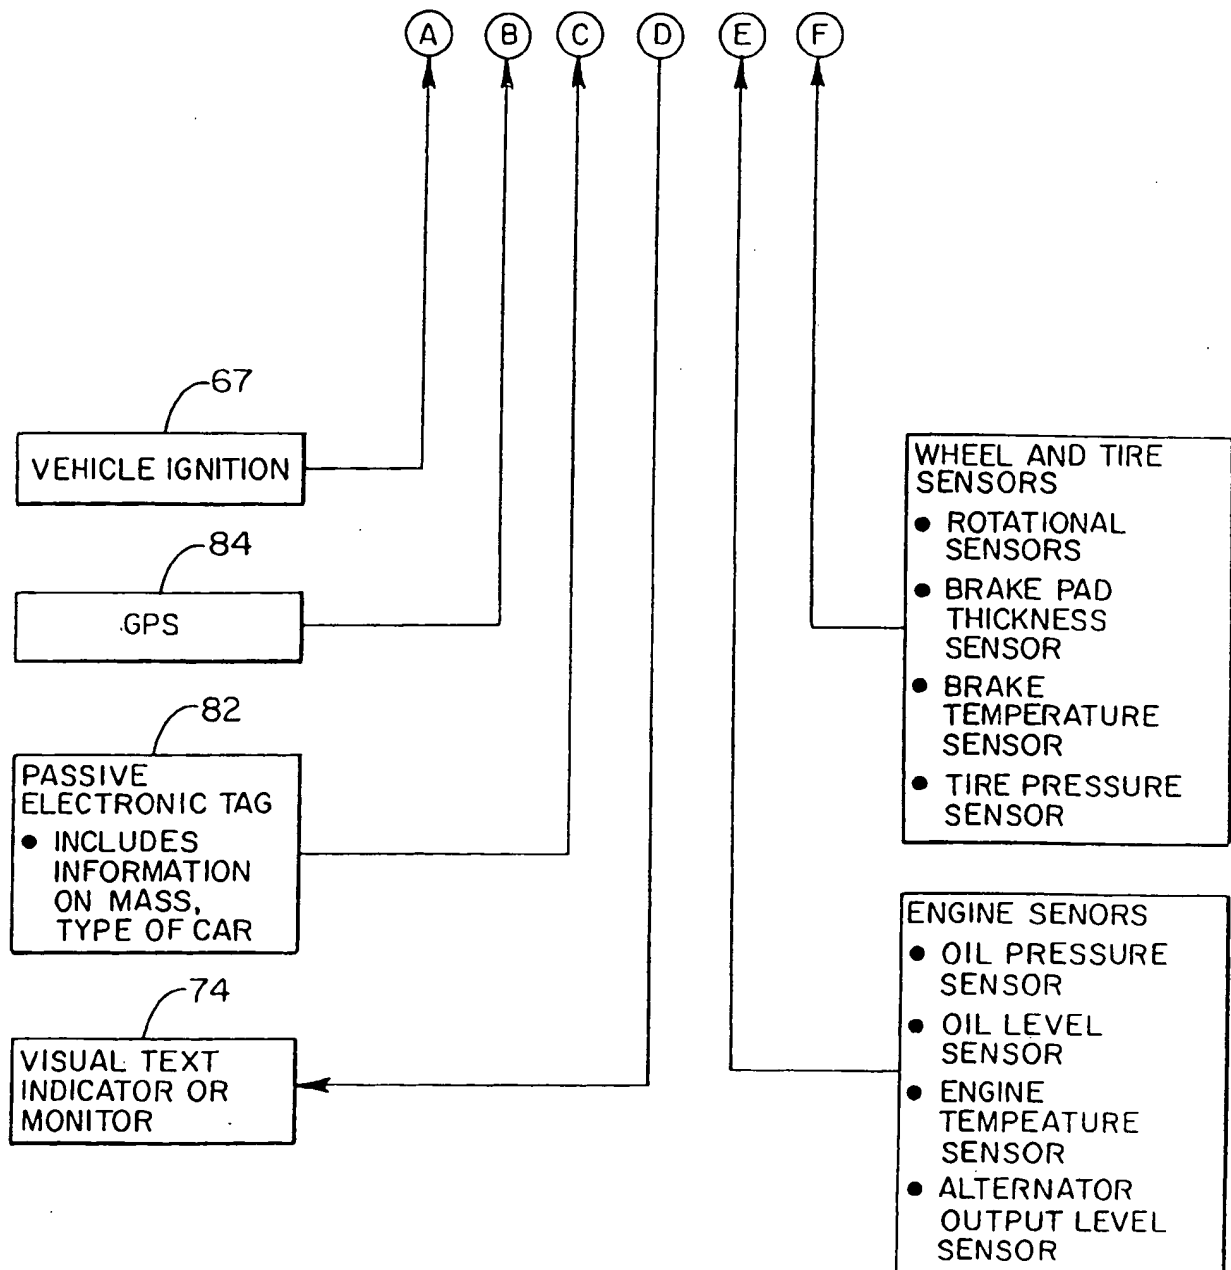 A B C D E F
67
VEHICLE IGNITION
84
GPS
82
PASSIVE
ELECTRONIC TAG
● INCLUDES
INFORMATION
ON MASS,
TYPE OF CAR
74
VISUAL TEXT
INDICATOR OR
MONITOR
WHEEL AND TIRE
SENSORS
● ROTATIONAL
SENSORS
● BRAKE PAD
THICKNESS
SENSOR
● BRAKE
TEMPERATURE
SENSOR
● TIRE PRESSURE
SENSOR
ENGINE SENORS
● OIL PRESSURE
SENSOR
● OIL LEVEL
SENSOR
● ENGINE
TEMPEATURE
SENSOR
● ALTERNATOR
OUTPUT LEVEL
SENSOR